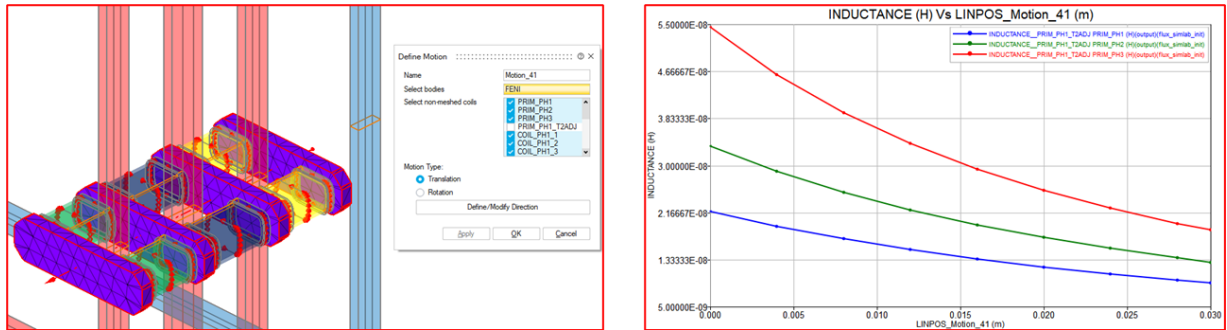 Define Motion
Name
Motion_41
Select bodies
FENI
Select non-meshed coils
PRIM_PH1
PRIM_PH2
PRIM_PH3
PRIM_PH1_T2ADJ
COIL_PH1_1
COIL_PH1_2
COIL_PH1_3
Motion Type:
Translation
Rotation
Define/Modify Direction
Apply
OK
Cancel
INDUCTANCE (H) Vs LINPOS_Motion_41 (m)
INDUCTANCE__PRIM_PH1_T2ADJ PRIM_PH1 (H)(output)(flux_simlab_init)
INDUCTANCE__PRIM_PH1_T2ADJ PRIM_PH2 (H)(output)(flux_simlab_init)
INDUCTANCE__PRIM_PH1_T2ADJ PRIM_PH3 (H)(output)(flux_simlab_init)
INDUCTANCE (H)
5.50000E-08
4.66667E-08
3.83333E-08
3.00000E-08
2.16667E-08
1.33333E-08
5.00000E-09
0.000
0.005
0.010
0.015
0.020
0.025
0.030
LINPOS_Motion_41 (m)